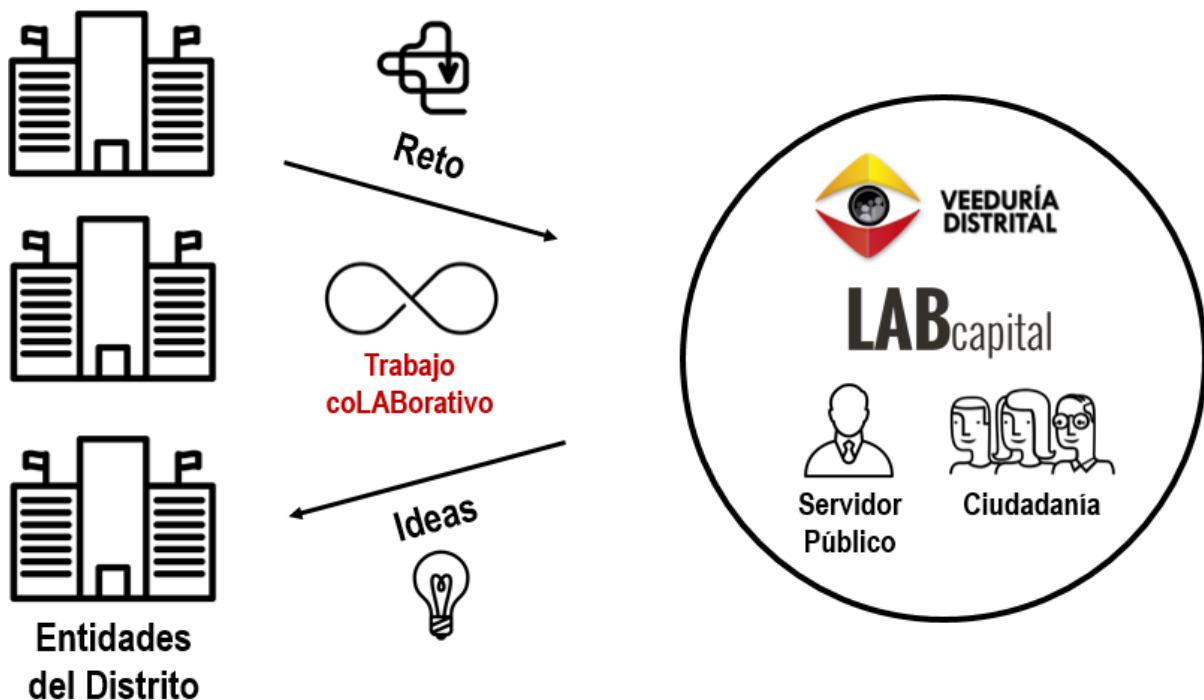 Reto
Trabajo
coLABorativo
Ideas
Entidades
del Distrito
VEEDURÍA
DISTRITAL
LABcapital
Servidor
Público
Ciudadanía